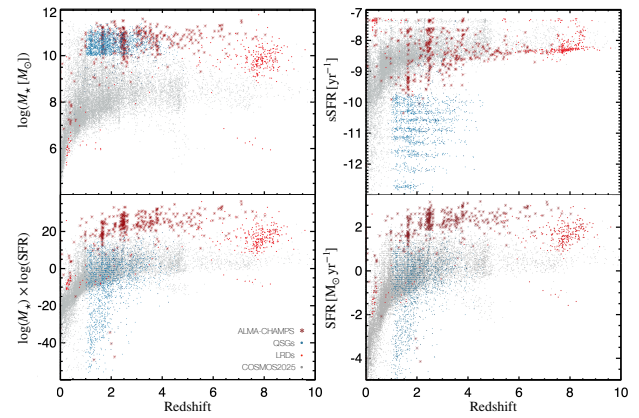 12
10
8
6
log(M⋆ [M⊙])
-7
-8
-9
-10
-11
-12
sSFR [yr⁻¹]
20
0
-20
-40
log(M⋆) × log(SFR)
ALMA-CHAMPS
QSGs
LRDs
COSMOS2025
0 2 4 6 8 10
Redshift
2
0
-2
-4
SFR [M⊙ yr⁻¹]
0 2 4 6 8 10
Redshift